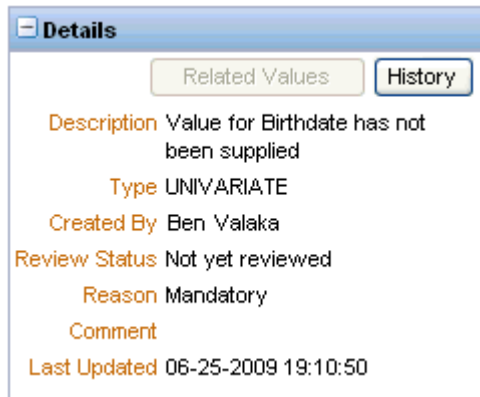 Details
Related Values History
Description Value for Birthdate has not
been supplied
Type UNIVARIATE
Created By Ben Valaka
Review Status Not yet reviewed
Reason Mandatory
Comment
Last Updated 06-25-2009 19:10:50